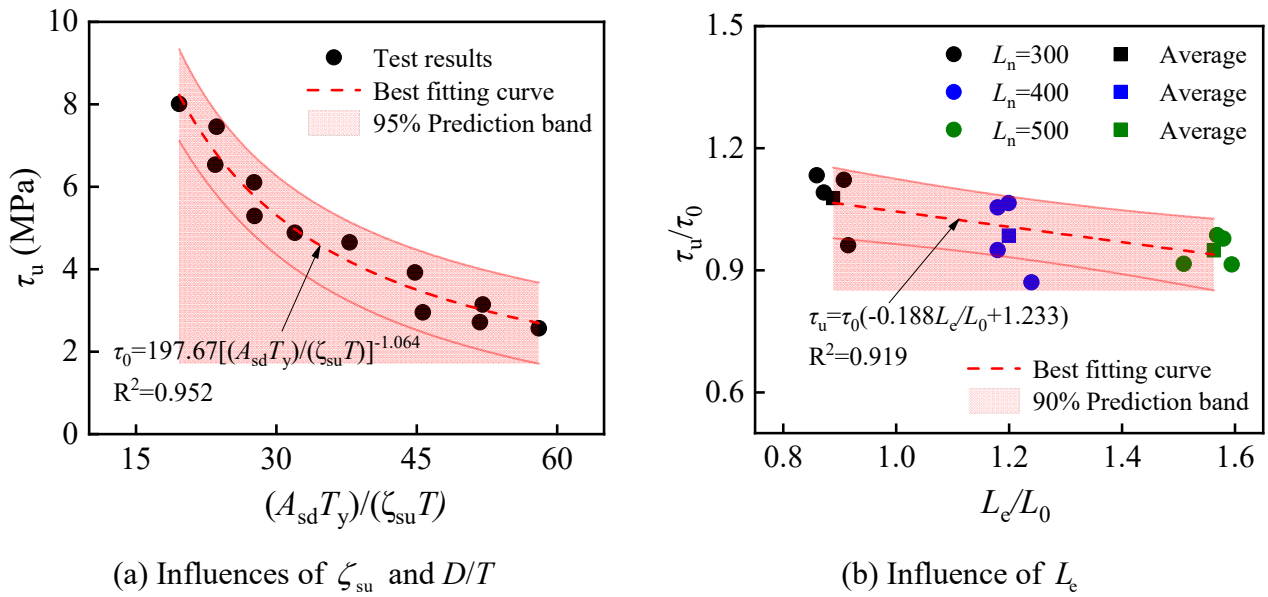 10
8
6
4
2
0
τu (MPa)
Test results
Best fitting curve
95% Prediction band
τ0=197.67[(AsdTy)/(ζsuT)]-1.064
R2=0.952
15
30
45
60
(AsdTy)/(ζsuT)
(a) Influences of ζsu and D/T
1.5
1.2
0.9
0.6
τu/τ0
Ln=300
Average
Ln=400
Average
Ln=500
Average
τu=τ0(-0.188Le/L0+1.233)
R2=0.919
Best fitting curve
90% Prediction band
0.8
1.0
1.2
1.4
1.6
Le/L0
(b) Influence of Le